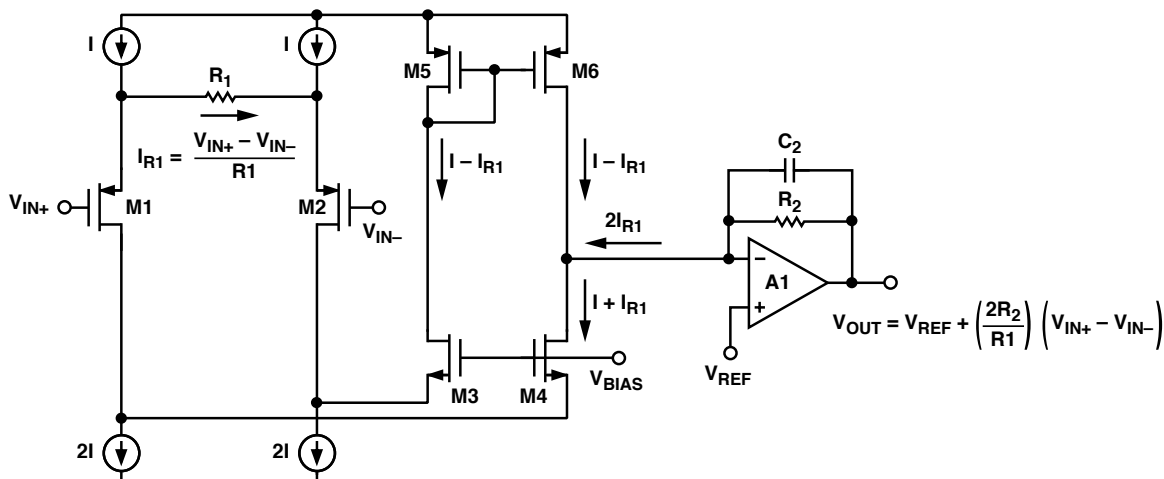 I
I
R1
IR1 = VIN+ – VIN–
R1
VIN+
M1
M2
VIN–
M5
M6
I – IR1
I – IR1
2IR1
I + IR1
M3
M4
VBIAS
2I
2I
C2
R2
–
A1
+
VREF
VOUT = VREF + (2R2/R1) (VIN+ – VIN–)